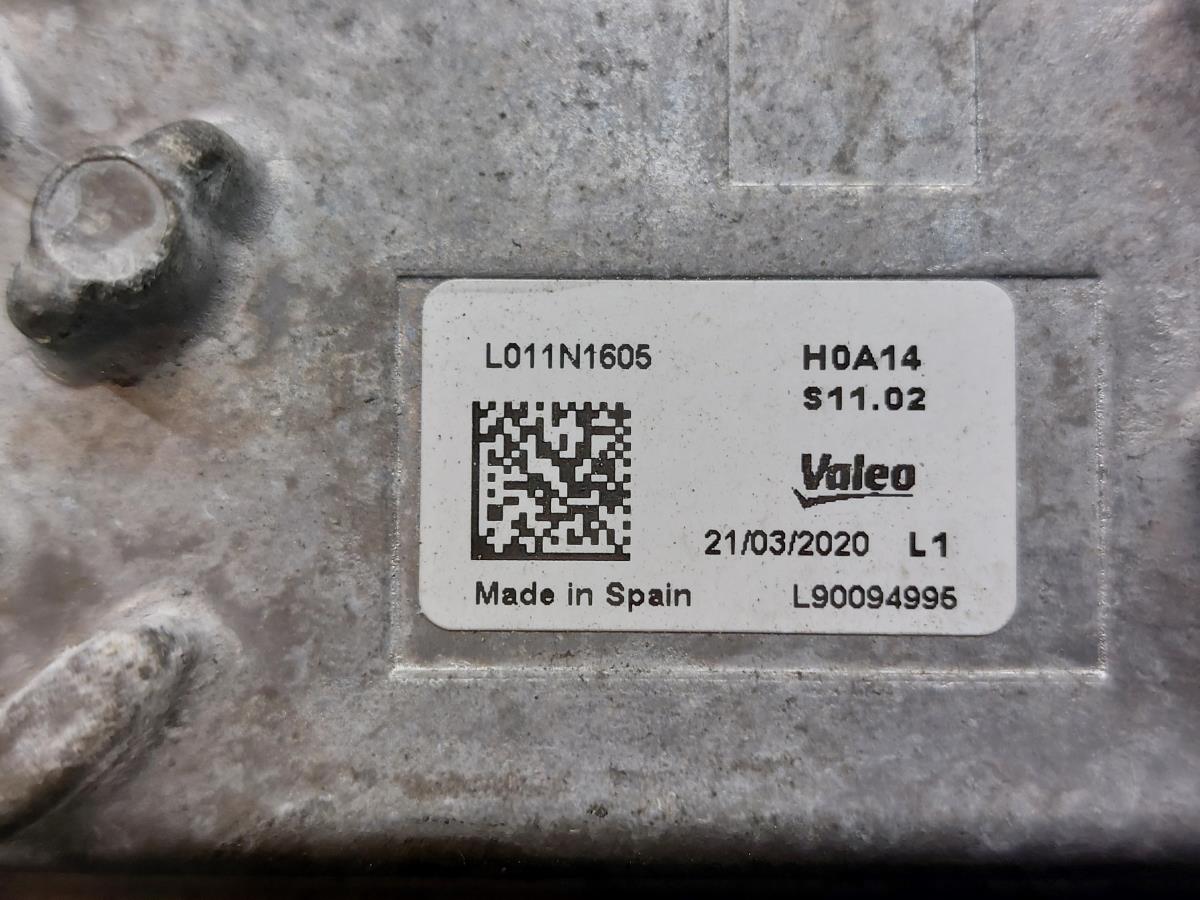 L011N1605
H0A14
S11.02
Valeo
21/03/2020 L1
Made in Spain
L90094995